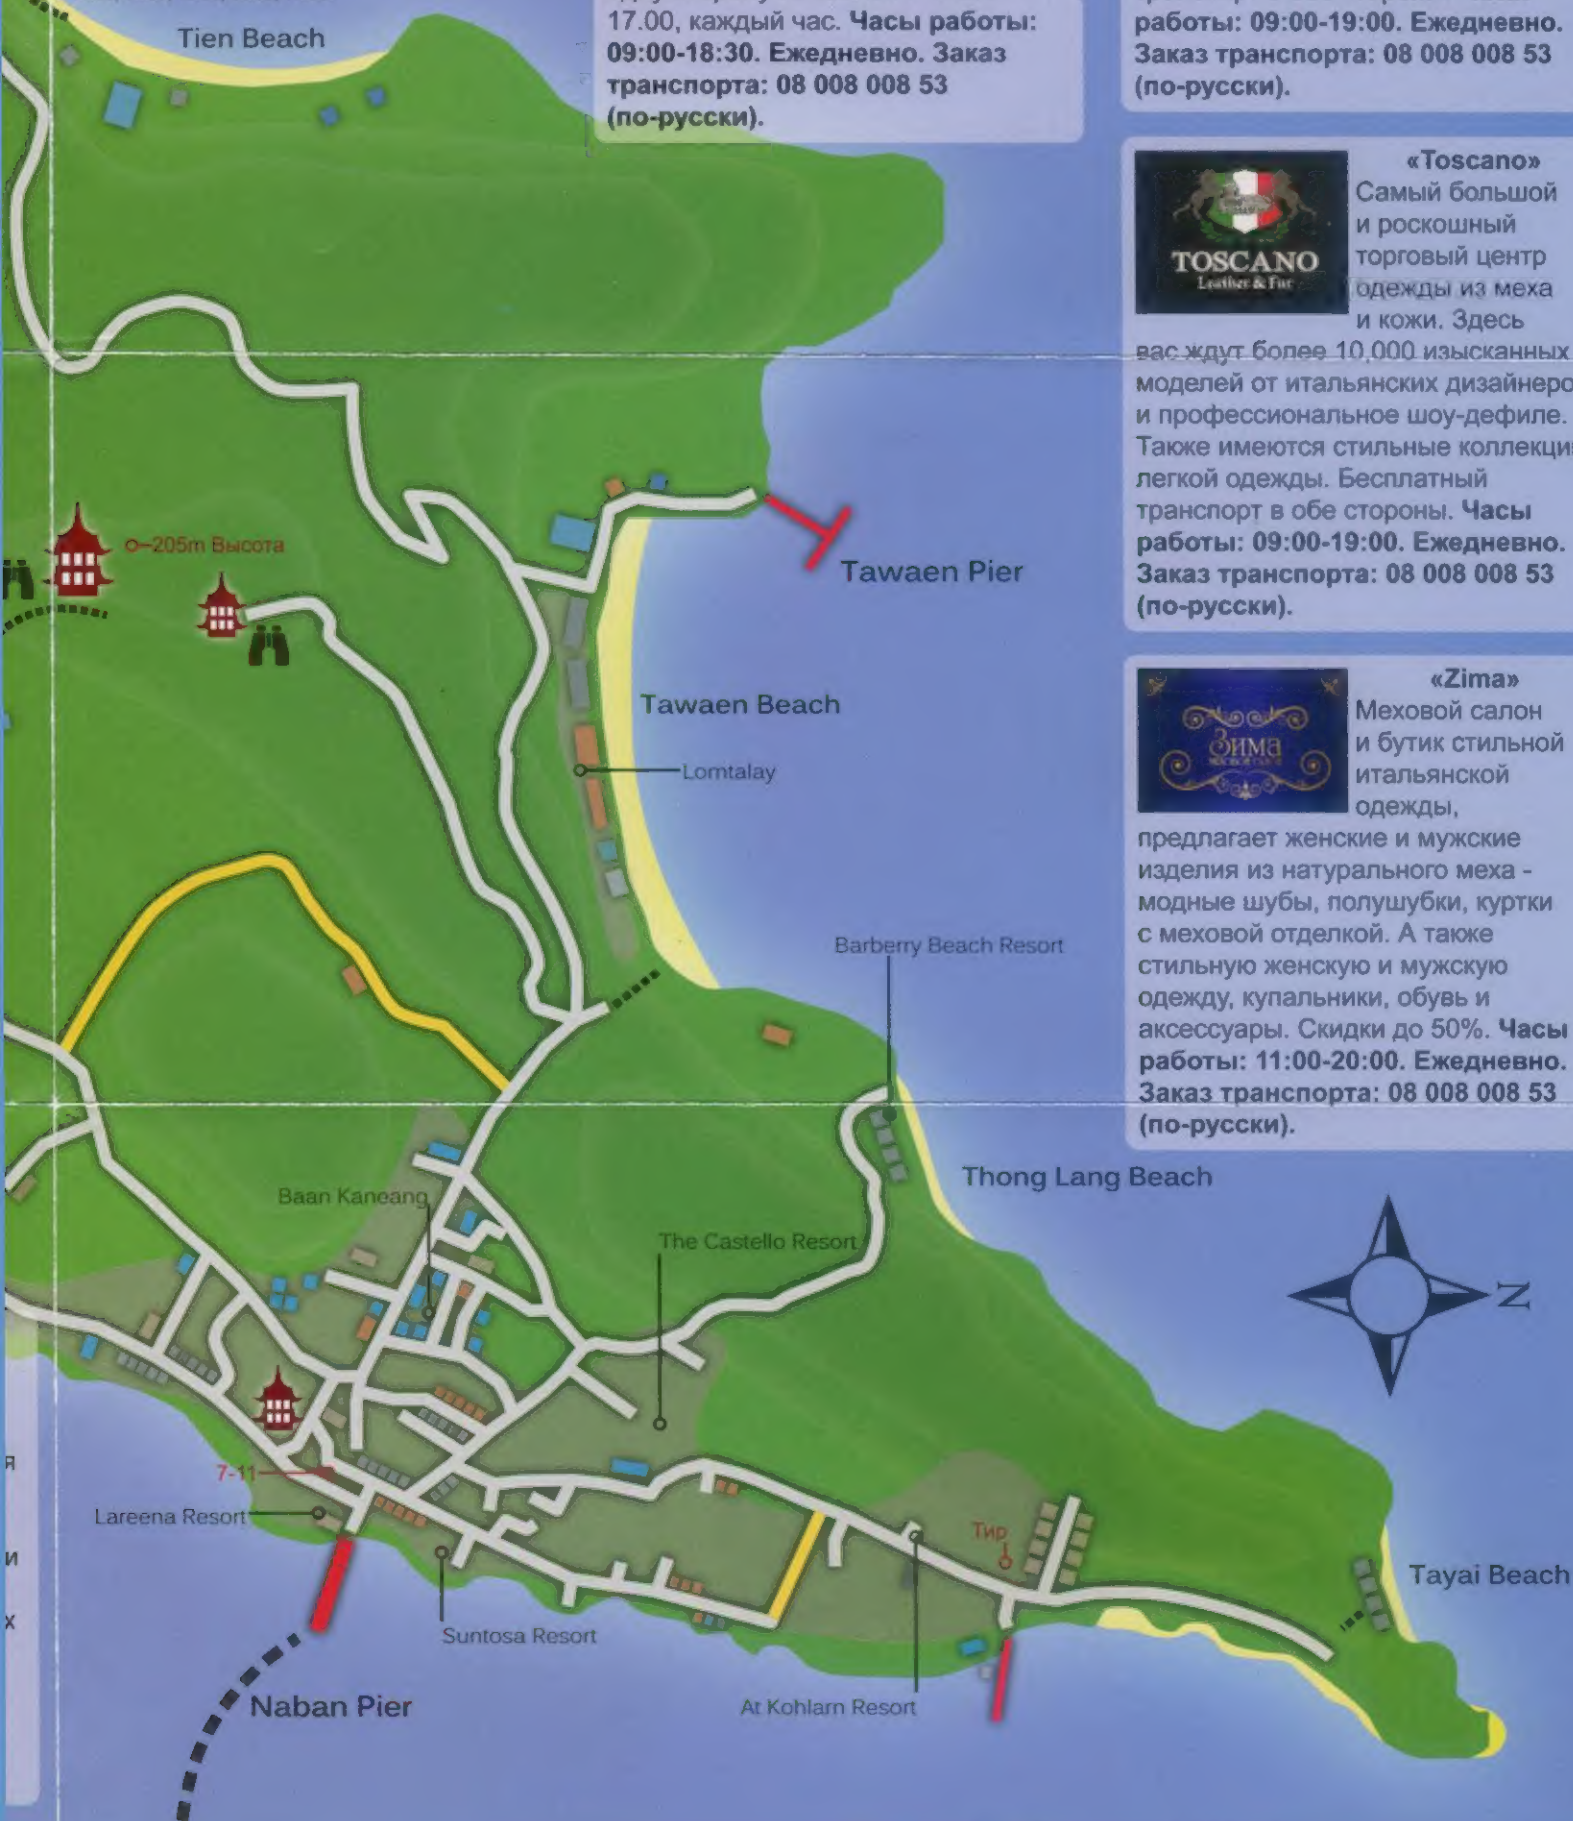 Tien Beach
17.00, каждый час. Часы работы:
09:00-18:30. Ежедневно. Заказ
транспорта: 08 008 008 53
(по-русски).
работы: 09:00-19:00. Ежедневно.
Заказ транспорта: 08 008 008 53
(по-русски).
TOSCANO
Leather & Fur
«Toscano»
Самый большой
и роскошный
торговый центр
одежды из меха
и кожи. Здесь
вас ждут более 10,000 изысканных
моделей от итальянских дизайнеро
и профессиональное шоу-дефиле.
Также имеются стильные коллекци
легкой одежды. Бесплатный
транспорт в обе стороны. Часы
работы: 09:00-19:00. Ежедневно.
Заказ транспорта: 08 008 008 53
(по-русски).
205m Высота
Tawaen Pier
Tawaen Beach
Lomtalay
Зима
«Zima»
Меховой салон
и бутик стильной
итальянской
одежды,
предлагает женские и мужские
изделия из натурального меха -
модные шубы, полушубки, куртки
с меховой отделкой. А также
стильную женскую и мужскую
одежду, купальники, обувь и
аксессуары. Скидки до 50%. Часы
работы: 11:00-20:00. Ежедневно.
Заказ транспорта: 08 008 008 53
(по-русски).
Barberry Beach Resort
Thong Lang Beach
Baan Kaneang
The Castello Resort
N
7-11
Lareena Resort
Тир
Tayai Beach
Suntosa Resort
Naban Pier
At Kohlarn Resort
я
и
х